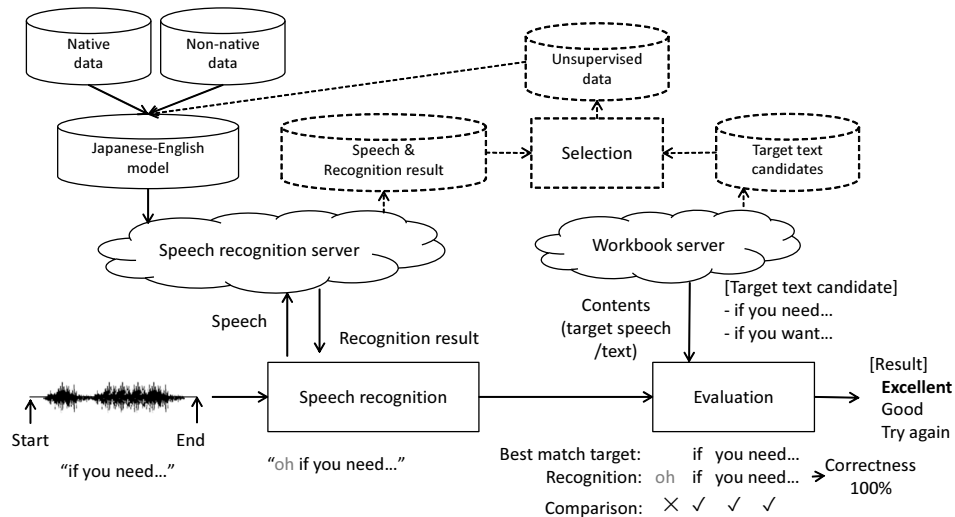 Native
data
Non-native
data
Unsupervised
data
Japanese-English
model
Speech &
Recognition result
Selection
Target text
candidates
Speech recognition server
Workbook server
Speech
Recognition result
Contents
(target speech
/text)
[Target text candidate]
- if you need...
- if you want...
Speech recognition
Evaluation
[Result]
Excellent
Good
Try again
Start
End
“if you need...”
“oh if you need...”
Best match target: if you need...
Recognition: oh if you need...
Comparison: ✕ ✓ ✓ ✓
Correctness
100%